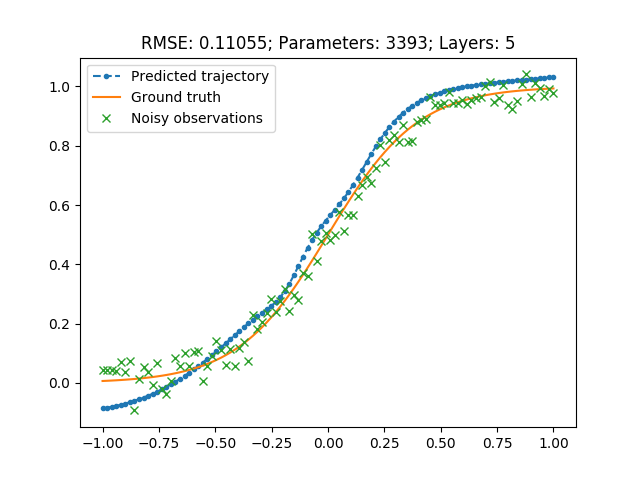 RMSE: 0.11055; Parameters: 3393; Layers: 5
Predicted trajectory
Ground truth
Noisy observations
1.0
0.8
0.6
0.4
0.2
0.0
−1.00 −0.75 −0.50 −0.25 0.00 0.25 0.50 0.75 1.00